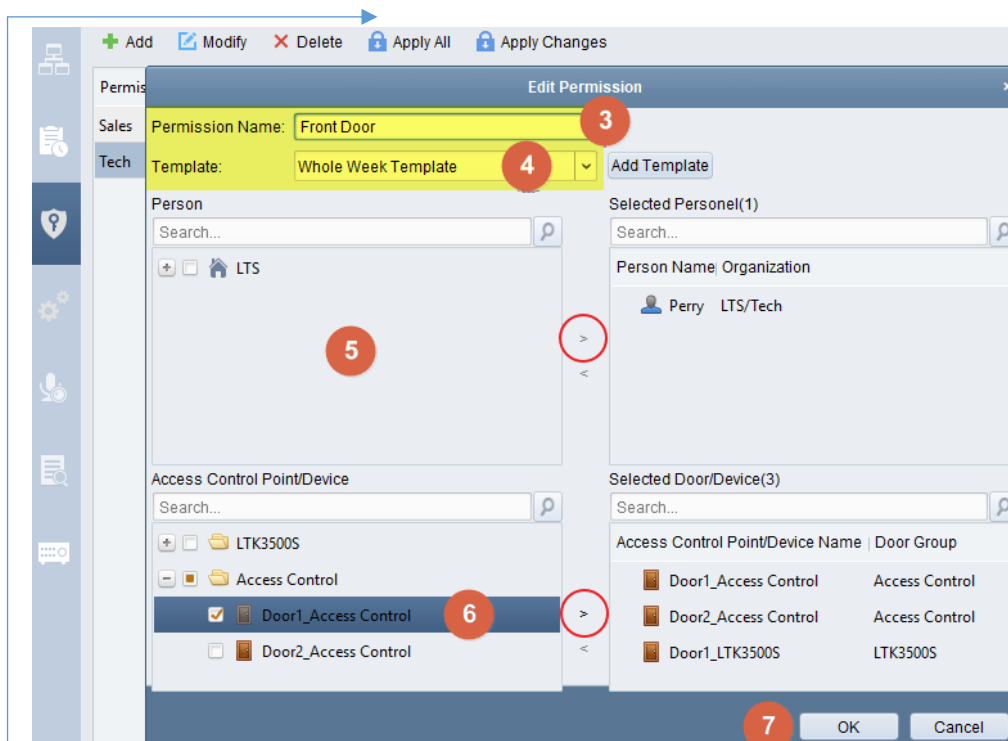 Add Modify Delete Apply All Apply Changes
Permis
Edit Permission
Sales
Permission Name: Front Door 3
Tech
Template: Whole Week Template 4 Add Template
Person
Selected Personel(1)
Search...
Search...
LTS
Person Name Organization
Perry LTS/Tech
5
>
<
Access Control Point/Device
Selected Door/Device(3)
Search...
Search...
LTK3500S
Access Control Point/Device Name Door Group
Access Control
Door1_Access Control Access Control
Door1_Access Control 6 >
Door2_Access Control Access Control
Door2_Access Control <
Door1_LTK3500S LTK3500S
7 OK Cancel